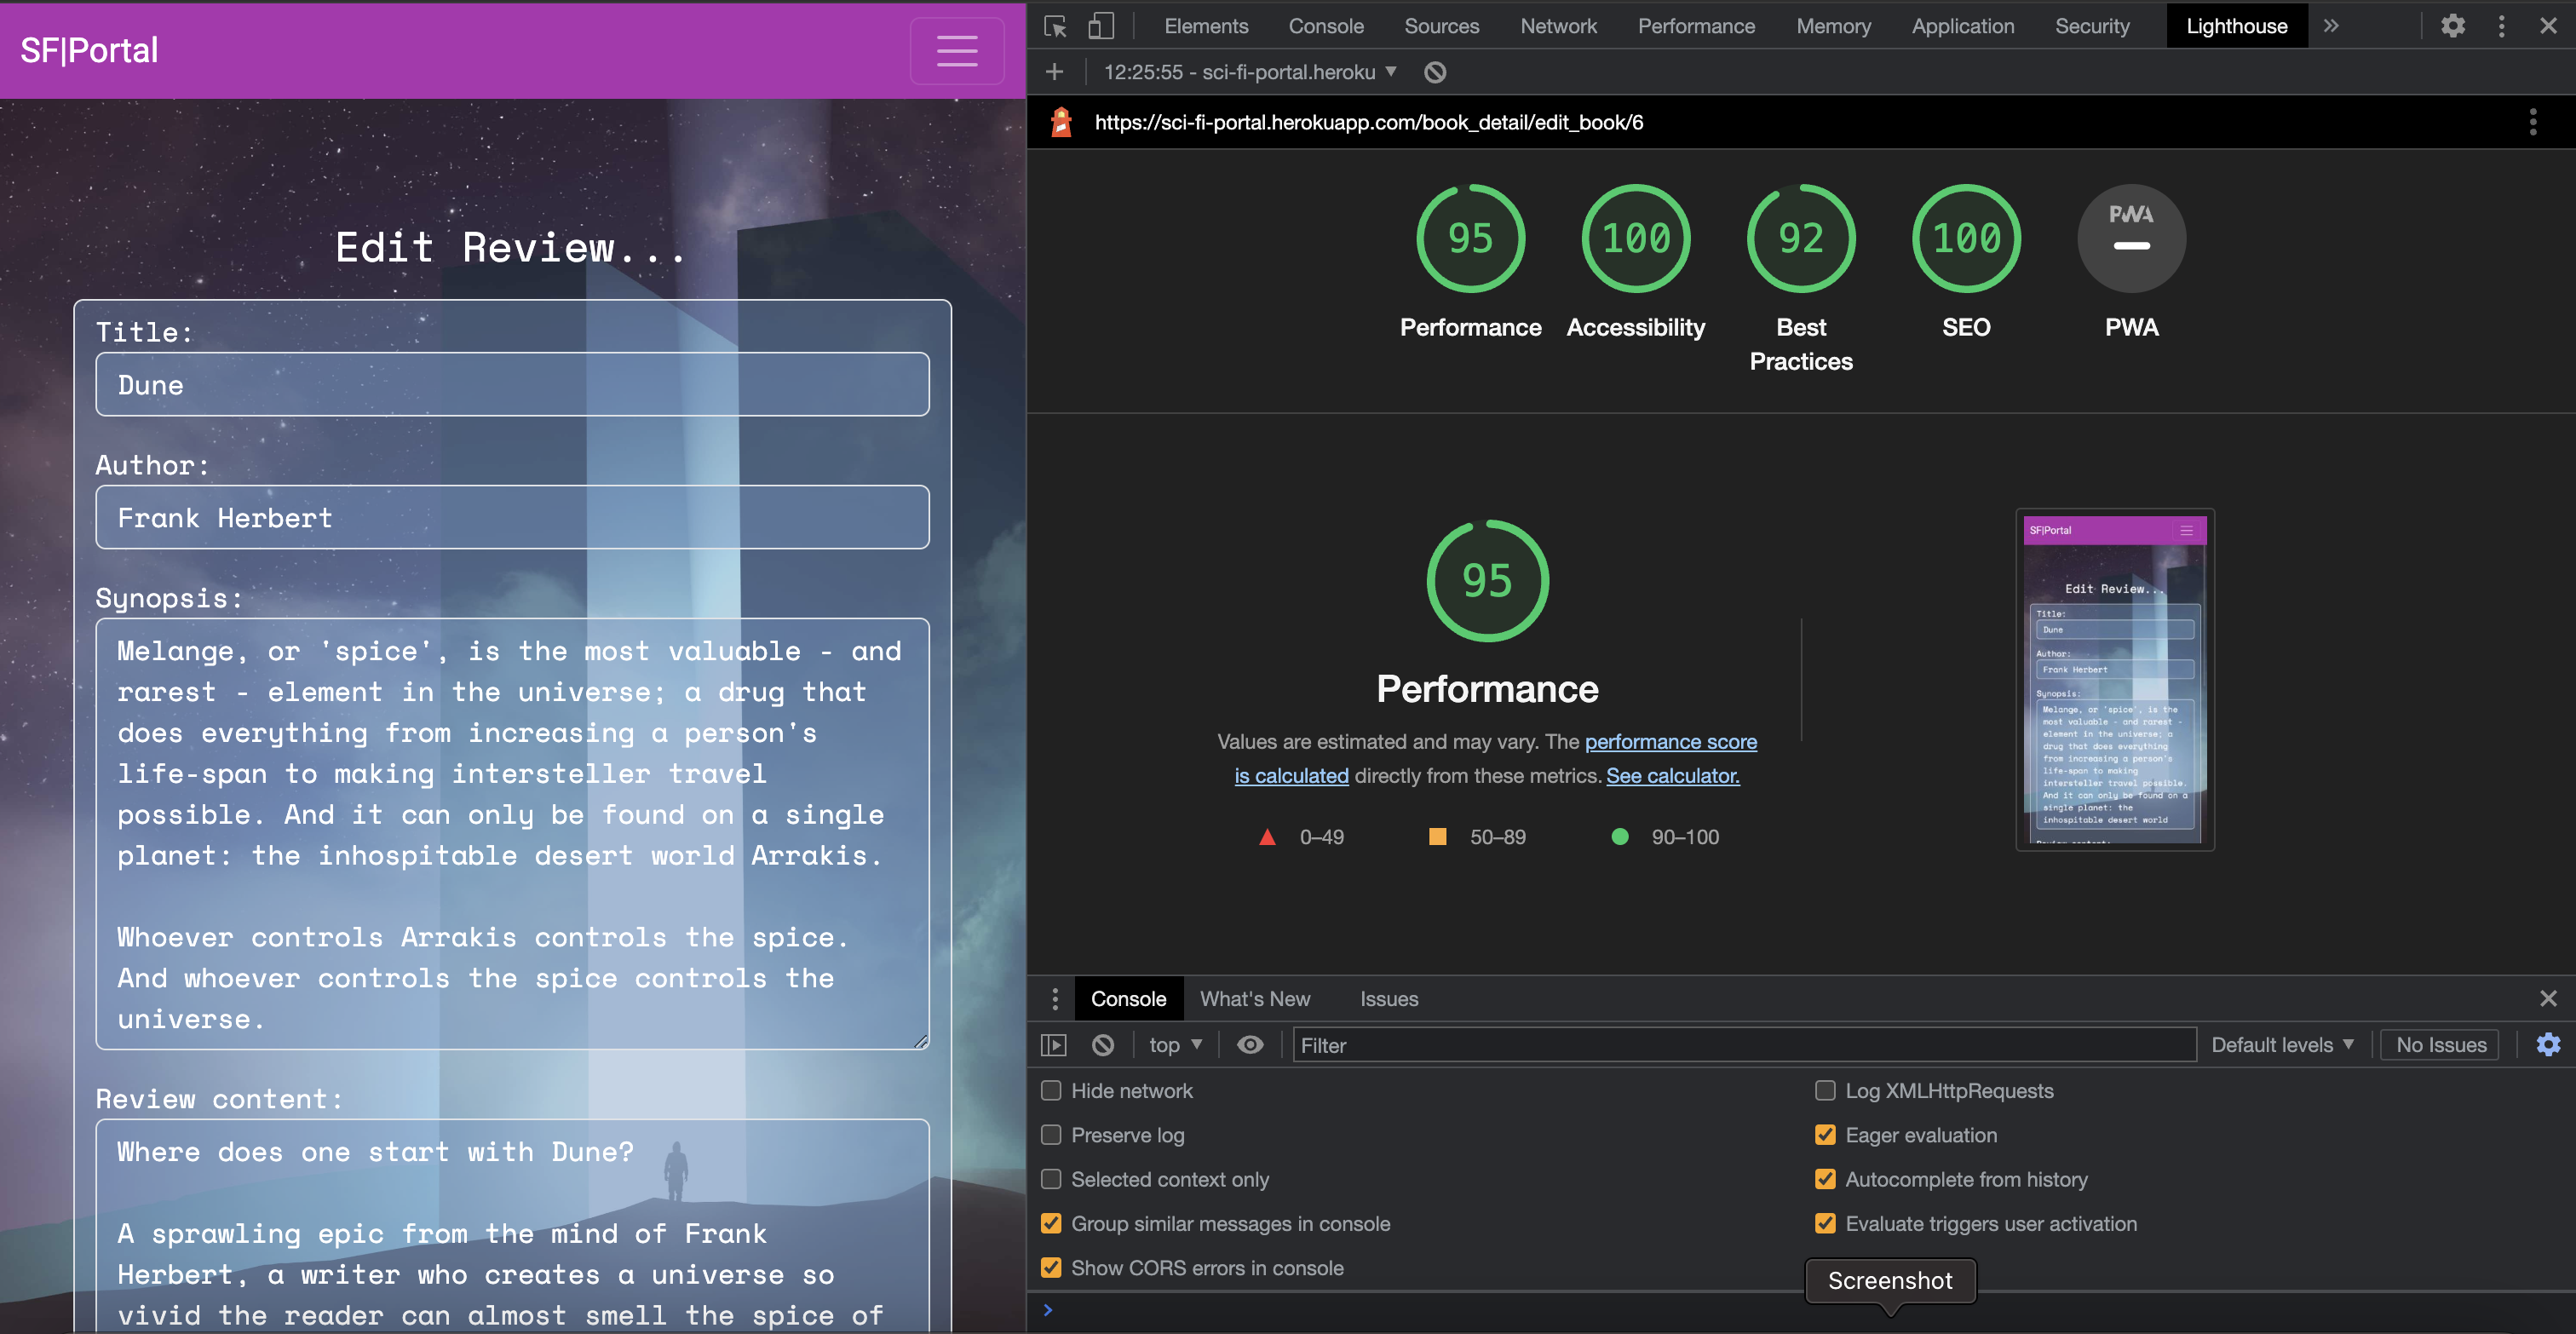 SF|Portal
Edit Review...
Title:
Dune
Author:
Frank Herbert
Synopsis:
Melange, or 'spice', is the most valuable - and
rarest - element in the universe; a drug that
does everything from increasing a person's
life-span to making intersteller travel
possible. And it can only be found on a single
planet: the inhospitable desert world Arrakis.
Whoever controls Arrakis controls the spice.
And whoever controls the spice controls the
universe.
Review content:
Where does one start with Dune?
A sprawling epic from the mind of Frank
Herbert, a writer who creates a universe so
vivid the reader can almost smell the spice of
Elements Console Sources Network Performance Memory Application Security Lighthouse
12:25:55 - sci-fi-portal.heroku
https://sci-fi-portal.herokuapp.com/book_detail/edit_book/6
95 100 92 100 PWA
Performance Accessibility Best Practices SEO PWA
95
Performance
Values are estimated and may vary. The performance score
is calculated directly from these metrics. See calculator.
0–49 50–89 90–100
SF|Portal
Edit Review...
Title:
Dune
Author:
Frank Herbert
Synopsis:
Melange, or 'spice', is the
most valuable - and rarest -
element in the universe; a
drug that does everything
from increasing a person's
life-span to making
intersteller travel possible.
And it can only be found on a
single planet: the
inhospitable desert world
Review content:
Console What's New Issues
top Filter Default levels No Issues
Hide network Log XMLHttpRequests
Preserve log Eager evaluation
Selected context only Autocomplete from history
Group similar messages in console Evaluate triggers user activation
Show CORS errors in console
Screenshot